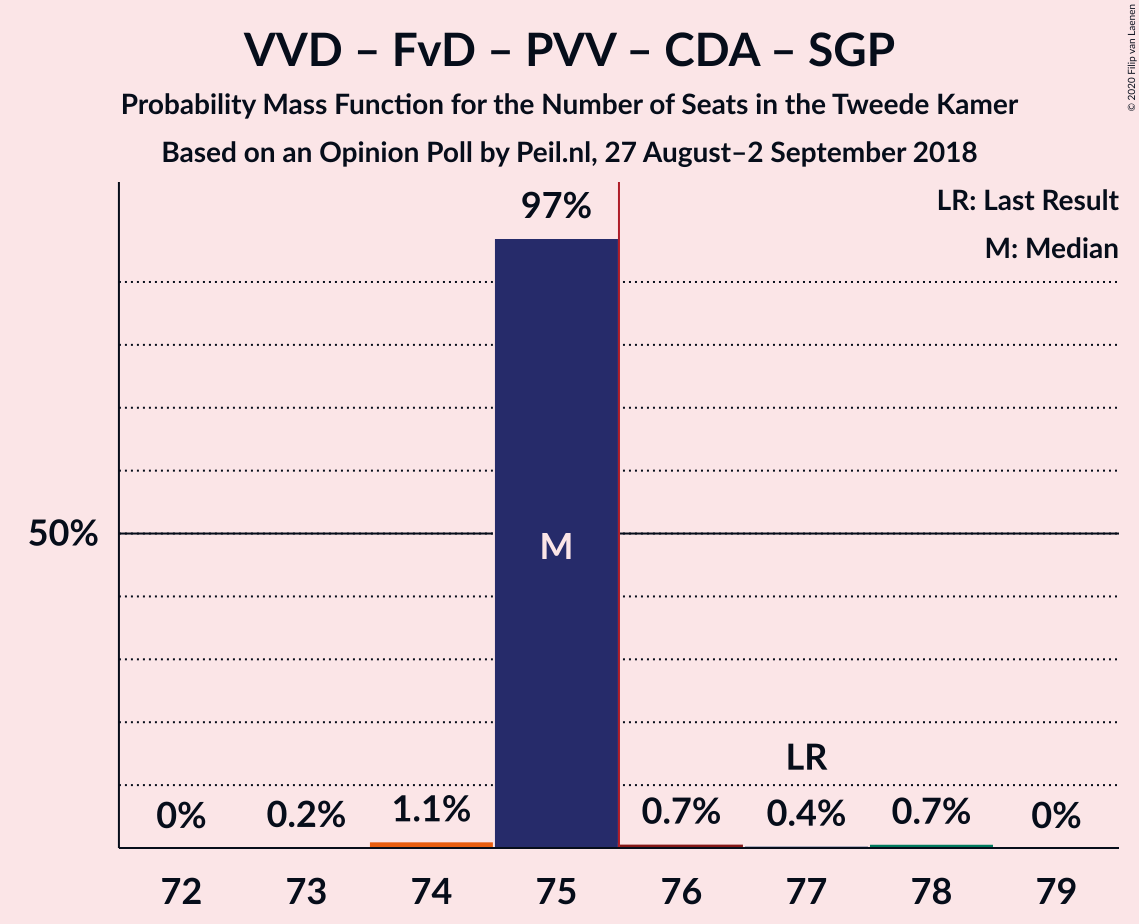 VVD – FvD – PVV – CDA – SGP
Probability Mass Function for the Number of Seats in the Tweede Kamer
Based on an Opinion Poll by Peil.nl, 27 August–2 September 2018
© 2020 Filip van Laenen
LR: Last Result
M: Median
97%
50%
M
LR
0% 0.2% 1.1% 0.7% 0.4% 0.7% 0%
72 73 74 75 76 77 78 79